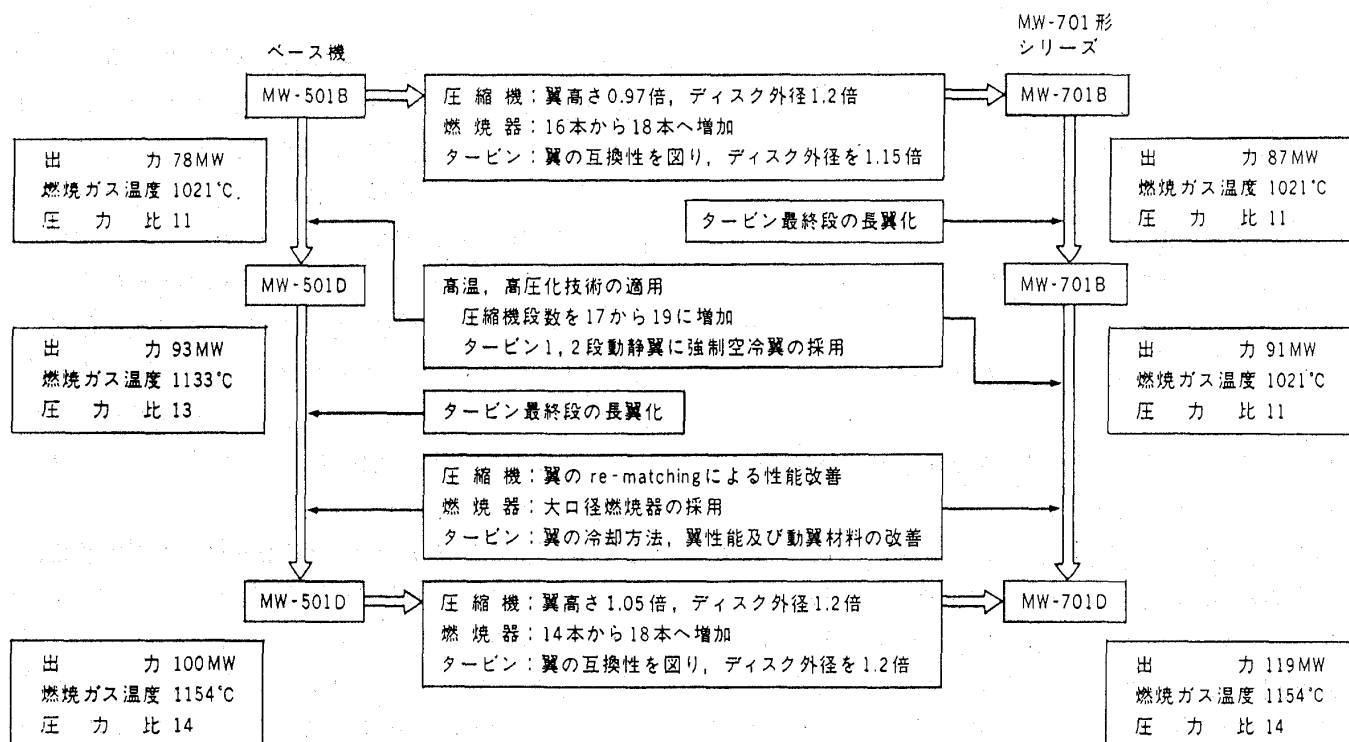 MW-701形
シリーズ
ベース機
MW-501B
圧縮機：翼高さ0.97倍，ディスク外径1.2倍
燃焼器：16本から18本へ増加
タービン：翼の互換性を図り，ディスク外径を1.15倍
MW-701B
出力 78MW
燃焼ガス温度 1021℃
圧力比 11
出力 87MW
燃焼ガス温度 1021℃
圧力比 11
タービン最終段の長翼化
MW-501D
高温，高圧化技術の適用
圧縮機段数を17から19に増加
タービン1，2段動静翼に強制空冷翼の採用
MW-701B
出力 93MW
燃焼ガス温度 1133℃
圧力比 13
出力 91MW
燃焼ガス温度 1021℃
圧力比 11
タービン最終段の長翼化
圧縮機：翼の re-matchingによる性能改善
燃焼器：大口径燃焼器の採用
タービン：翼の冷却方法，翼性能及び動翼材料の改善
MW-501D
圧縮機：翼高さ1.05倍，ディスク外径1.2倍
燃焼器：14本から18本へ増加
タービン：翼の互換性を図り，ディスク外径を1.2倍
MW-701D
出力 100MW
燃焼ガス温度 1154℃
圧力比 14
出力 119MW
燃焼ガス温度 1154℃
圧力比 14